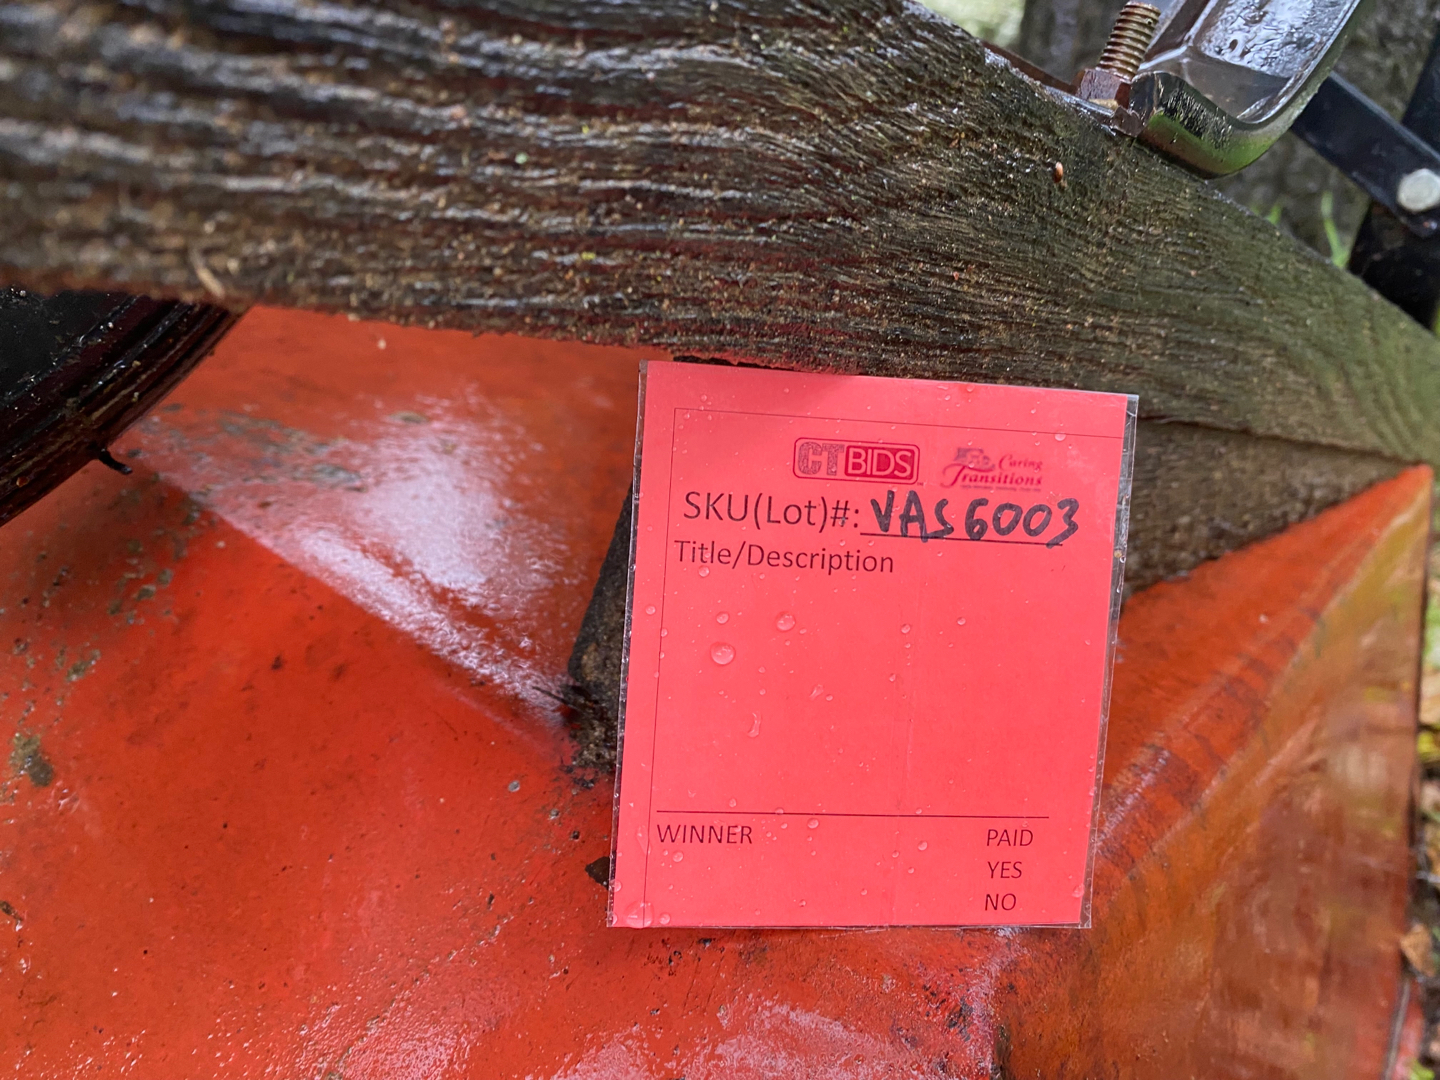 CTBIDS Caring Transitions
SKU(Lot)#: VAS6003
Title/Description
WINNER PAID
YES
NO